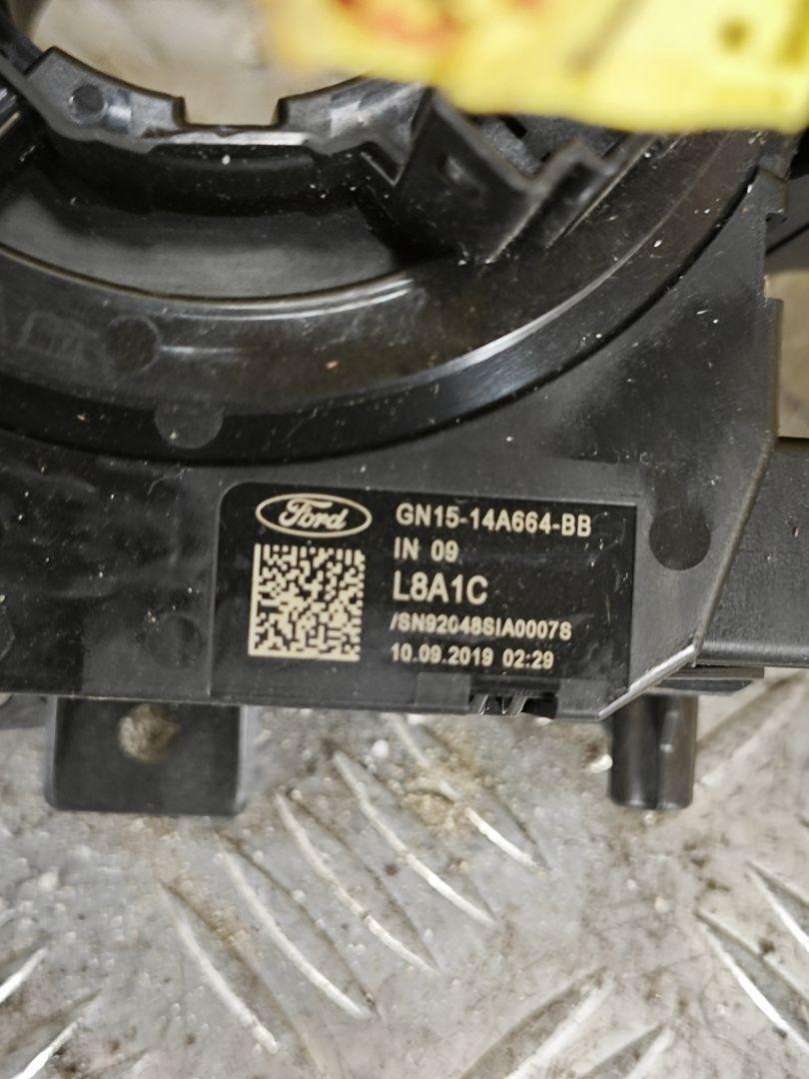 Ford
GN15-14A664-BB
IN 09
L8A1C
/SN92048SIA0007S
10.09.2019 02:29